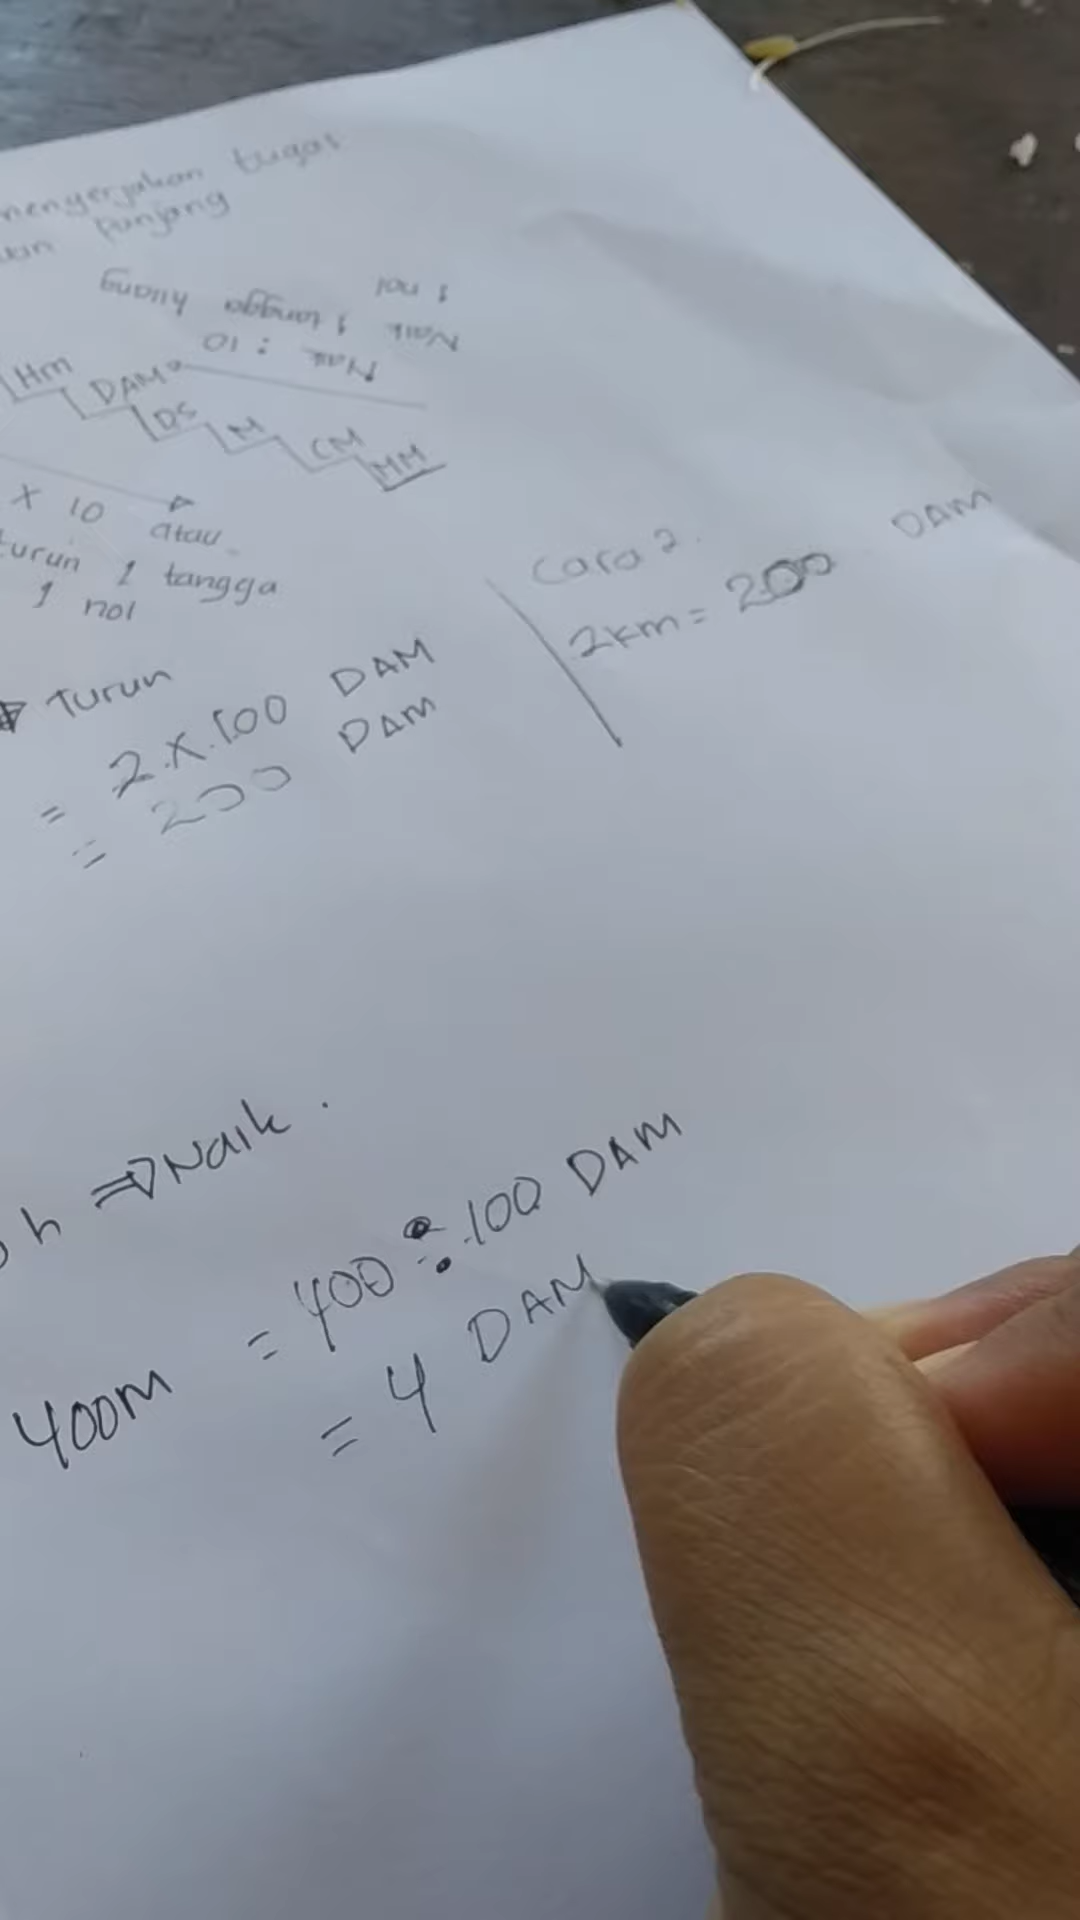 mengerjakan tugas
panjang
Naik : 10
Naik 1 tangga hilang
1 nol
Hm
DAM
DS
M
CM
MM
X 10 atau
turun 1 tangga
1 nol
Turun
= 2 X 100 DAM
= 200 DAM
Cara 2.
2km = 200 DAM
h ⇒ Naik .
400m = 400 : 100 DAM
= 4 DAM